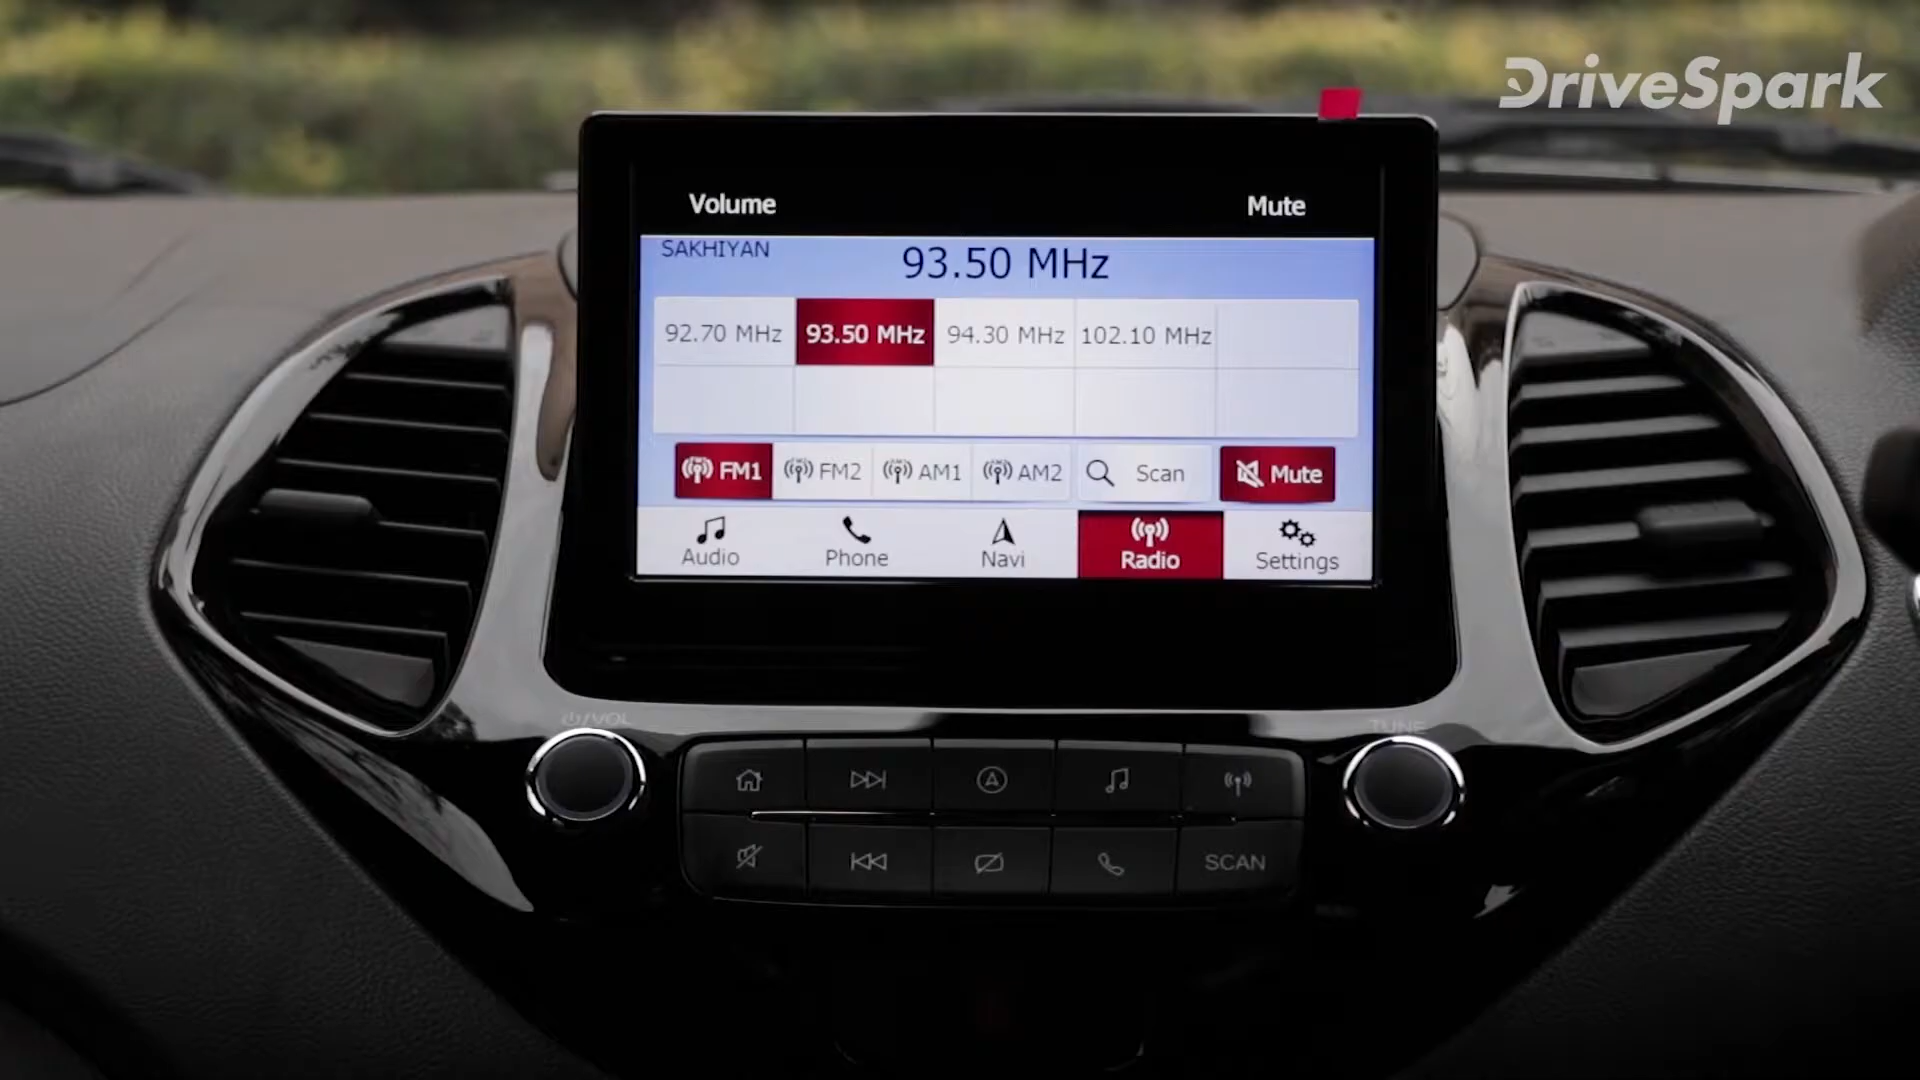 DriveSpark
Volume Mute
SAKHIYAN 93.50 MHz
92.70 MHz 93.50 MHz 94.30 MHz 102.10 MHz
FM1 FM2 AM1 AM2 Scan Mute
Audio Phone Navi Radio Settings
/VOL TUNE
SCAN